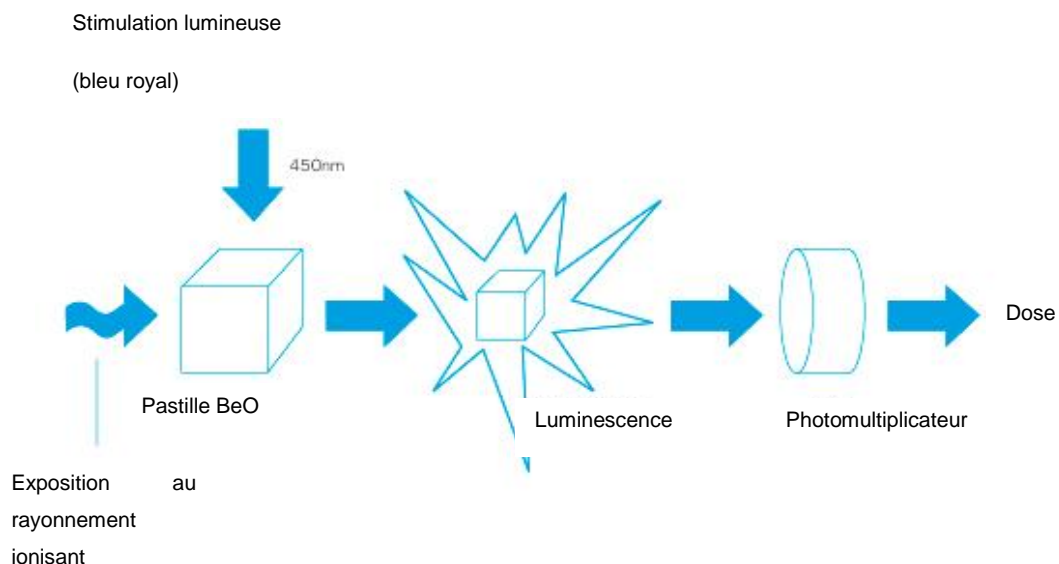 Stimulation lumineuse
(bleu royal)
450nm
Dose
Pastille BeO
Luminescence
Photomultiplicateur
Exposition au
rayonnement
ionisant